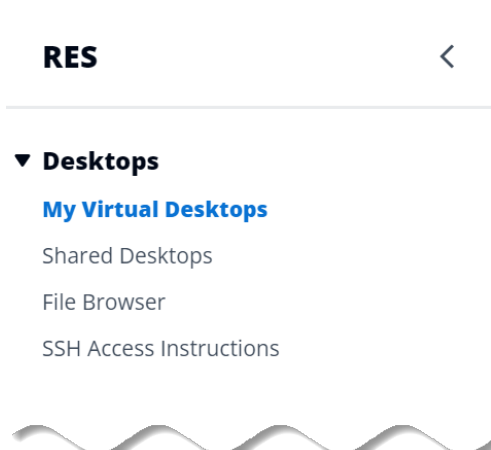 RES
Desktops
My Virtual Desktops
Shared Desktops
File Browser
SSH Access Instructions